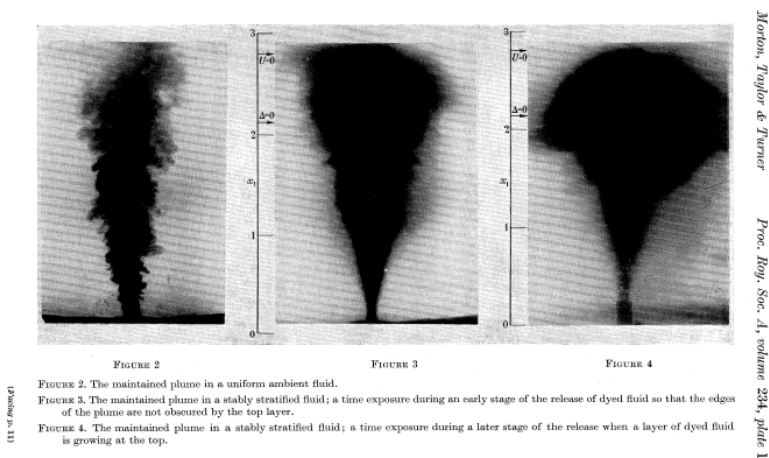 3
U=0
Δ=0
2
x₁
1
0
3
U=0
Δ=0
2
x₁
1
0
FIGURE 2
FIGURE 3
FIGURE 4
FIGURE 2. The maintained plume in a uniform ambient fluid.
FIGURE 3. The maintained plume in a stably stratified fluid; a time exposure during an early stage of the release of dyed fluid so that the edges
of the plume are not obscured by the top layer.
FIGURE 4. The maintained plume in a stably stratified fluid; a time exposure during a later stage of the release when a layer of dyed fluid
is growing at the top.
Morton, Taylor & Turner
Proc. Roy. Soc. A, volume 234, plate 1
(Facing p. 11)